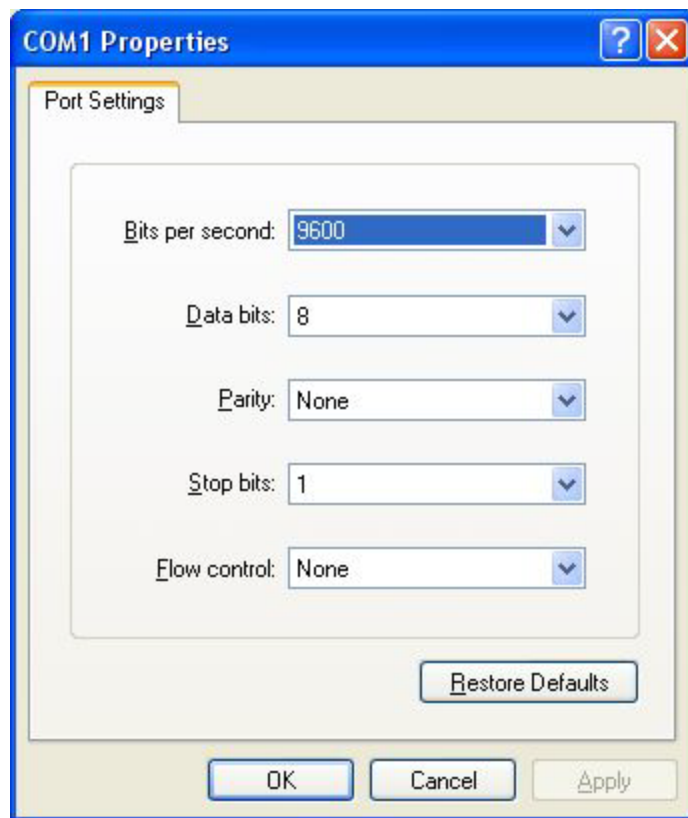 COM1 Properties
?
Port Settings
Bits per second: 9600
Data bits: 8
Parity: None
Stop bits: 1
Flow control: None
Restore Defaults
OK Cancel Apply